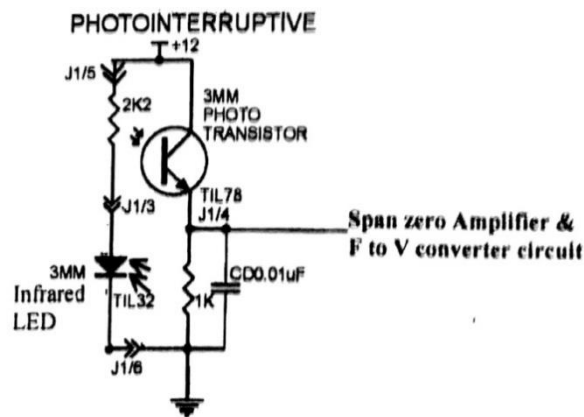 PHOTOINTERRUPTIVE
+12
J1/5
2K2
3MM
PHOTO
TRANSISTOR
J1/3
TIL78
J1/4
Span zero Amplifier &
F to V converter circuit
3MM
Infrared
LED
TIL32
1K
CD0.01uF
J1/6